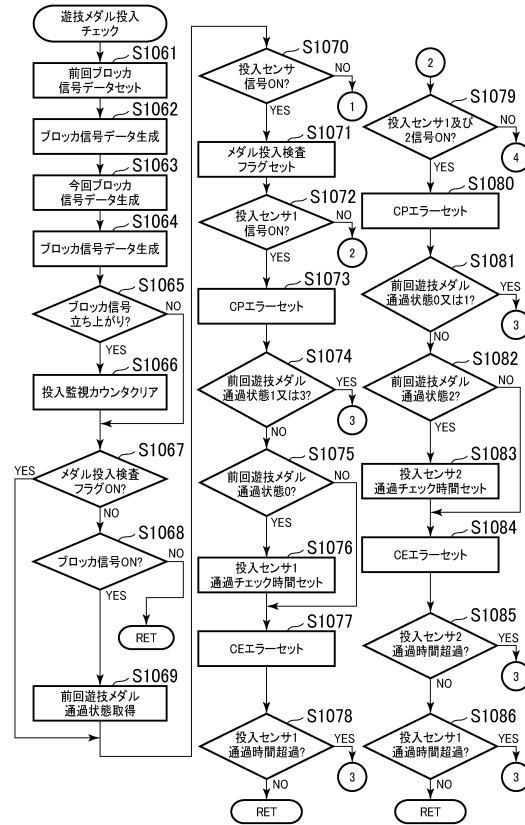 遊技メダル投入
チェック
S1061
前回ブロッカ
信号データセット
S1062
ブロッカ信号データ生成
S1063
今回ブロッカ
信号データ生成
S1064
ブロッカ信号データ生成
S1065
ブロッカ信号
立ち上がり?
NO
YES
S1066
投入監視カウンタクリア
S1067
YES
メダル投入検査
フラグON?
NO
S1068
ブロッカ信号ON?
NO
YES
RET
S1069
前回遊技メダル
通過状態取得
S1070
投入センサ
信号ON?
NO
1
YES
S1071
メダル投入検査
フラグセット
S1072
投入センサ1
信号ON?
NO
2
YES
S1073
CPエラーセット
S1074
前回遊技メダル
通過状態1又は3?
YES
3
NO
S1075
前回遊技メダル
通過状態0?
NO
YES
S1076
投入センサ1
通過チェック時間セット
S1077
CEエラーセット
S1078
投入センサ1
通過時間超過?
YES
3
NO
RET
2
S1079
投入センサ1及び
2信号ON?
NO
4
YES
S1080
CPエラーセット
S1081
前回遊技メダル
通過状態0又は1?
YES
3
NO
S1082
前回遊技メダル
通過状態2?
NO
YES
S1083
投入センサ2
通過チェック時間セット
S1084
CEエラーセット
S1085
投入センサ2
通過時間超過?
YES
3
NO
S1086
投入センサ1
通過時間超過?
YES
3
NO
RET